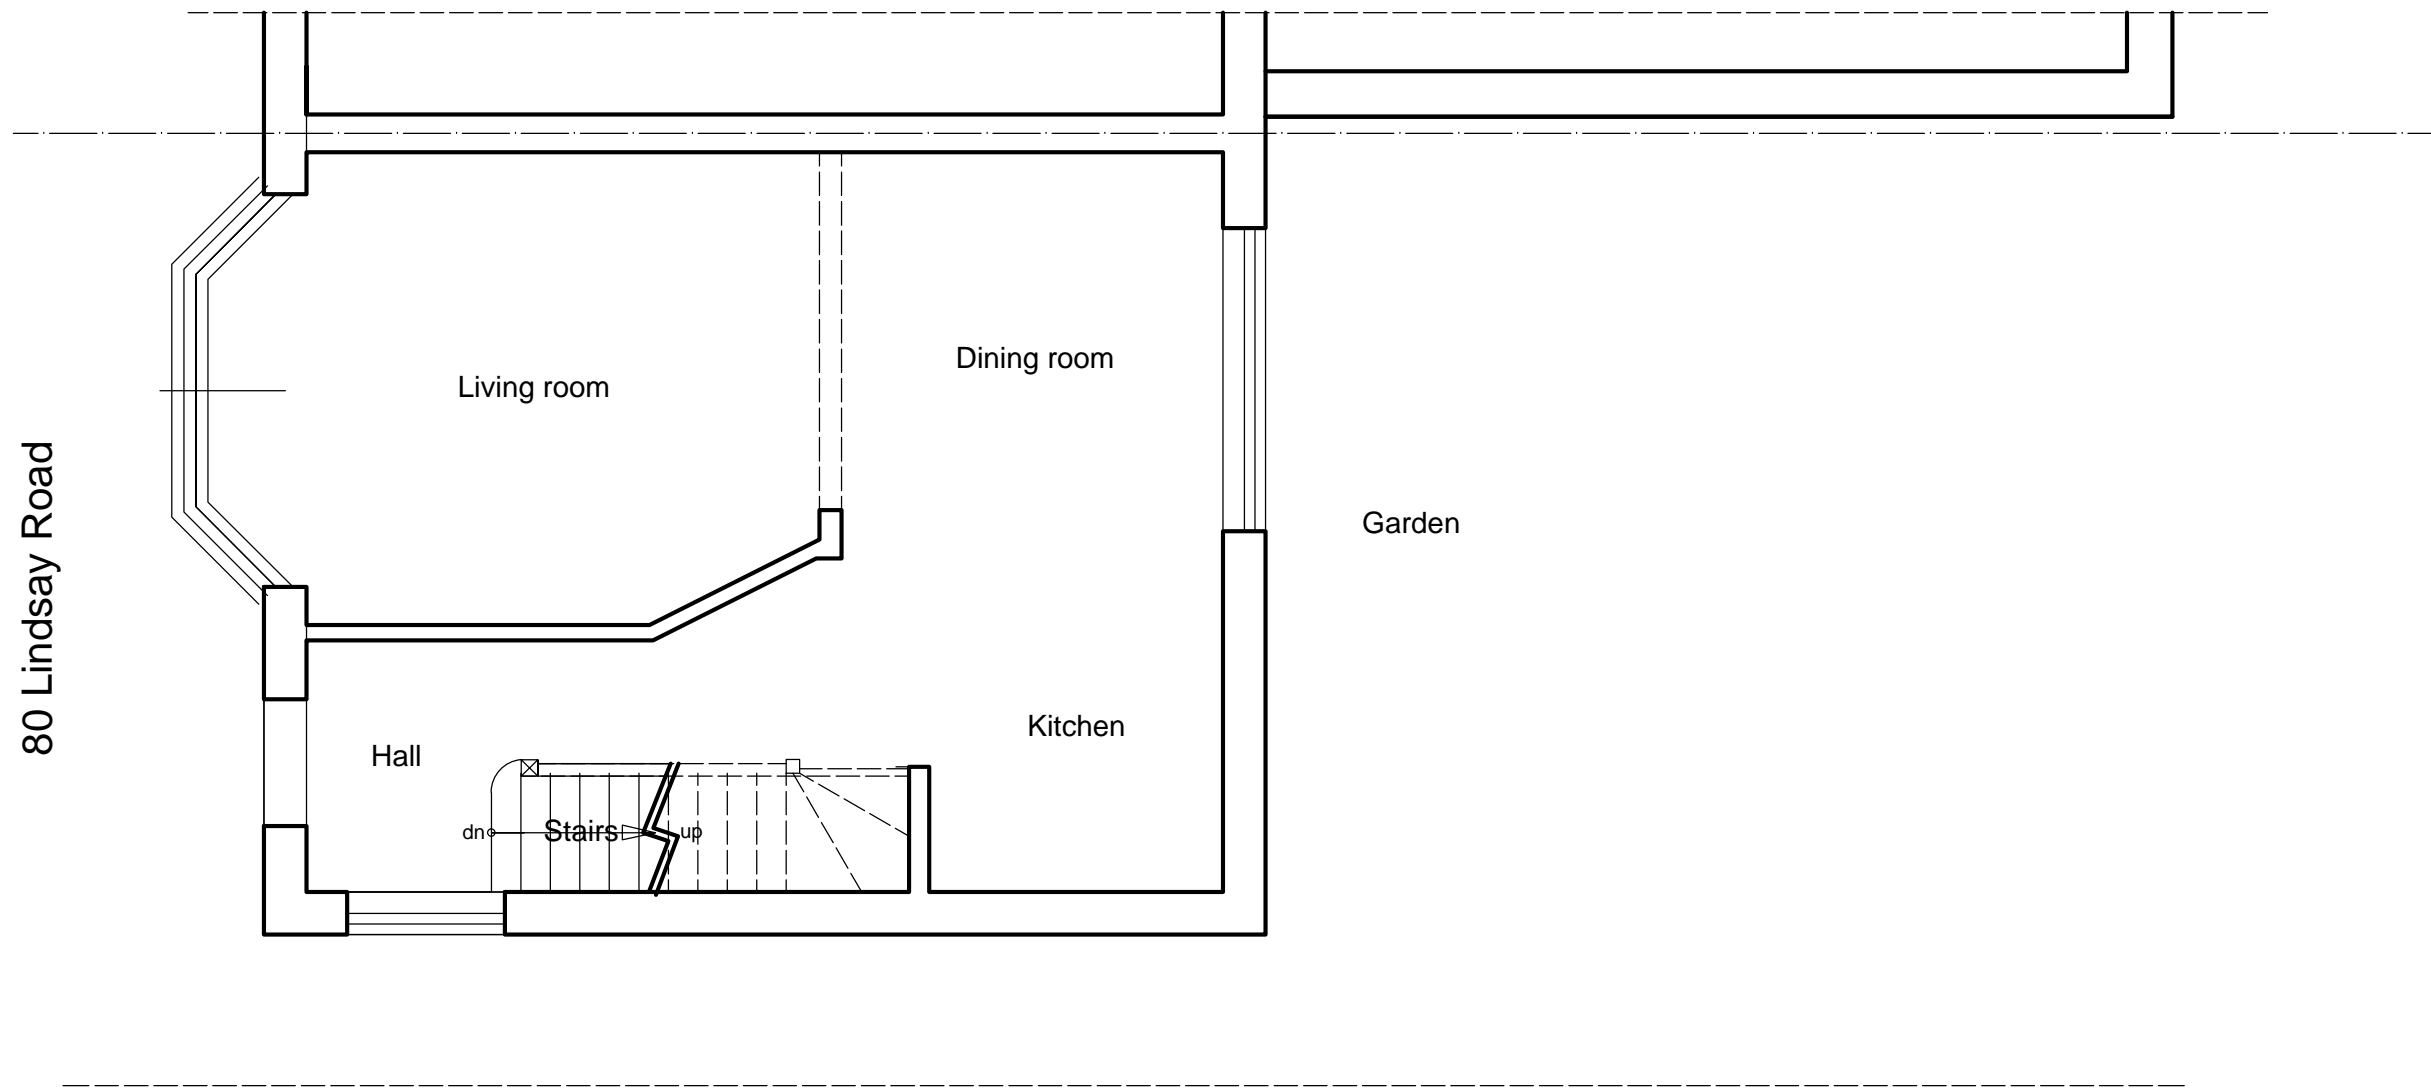 80 Lindsay Road
Living room
Dining room
Garden
Kitchen
Hall
dn
Stairs
up